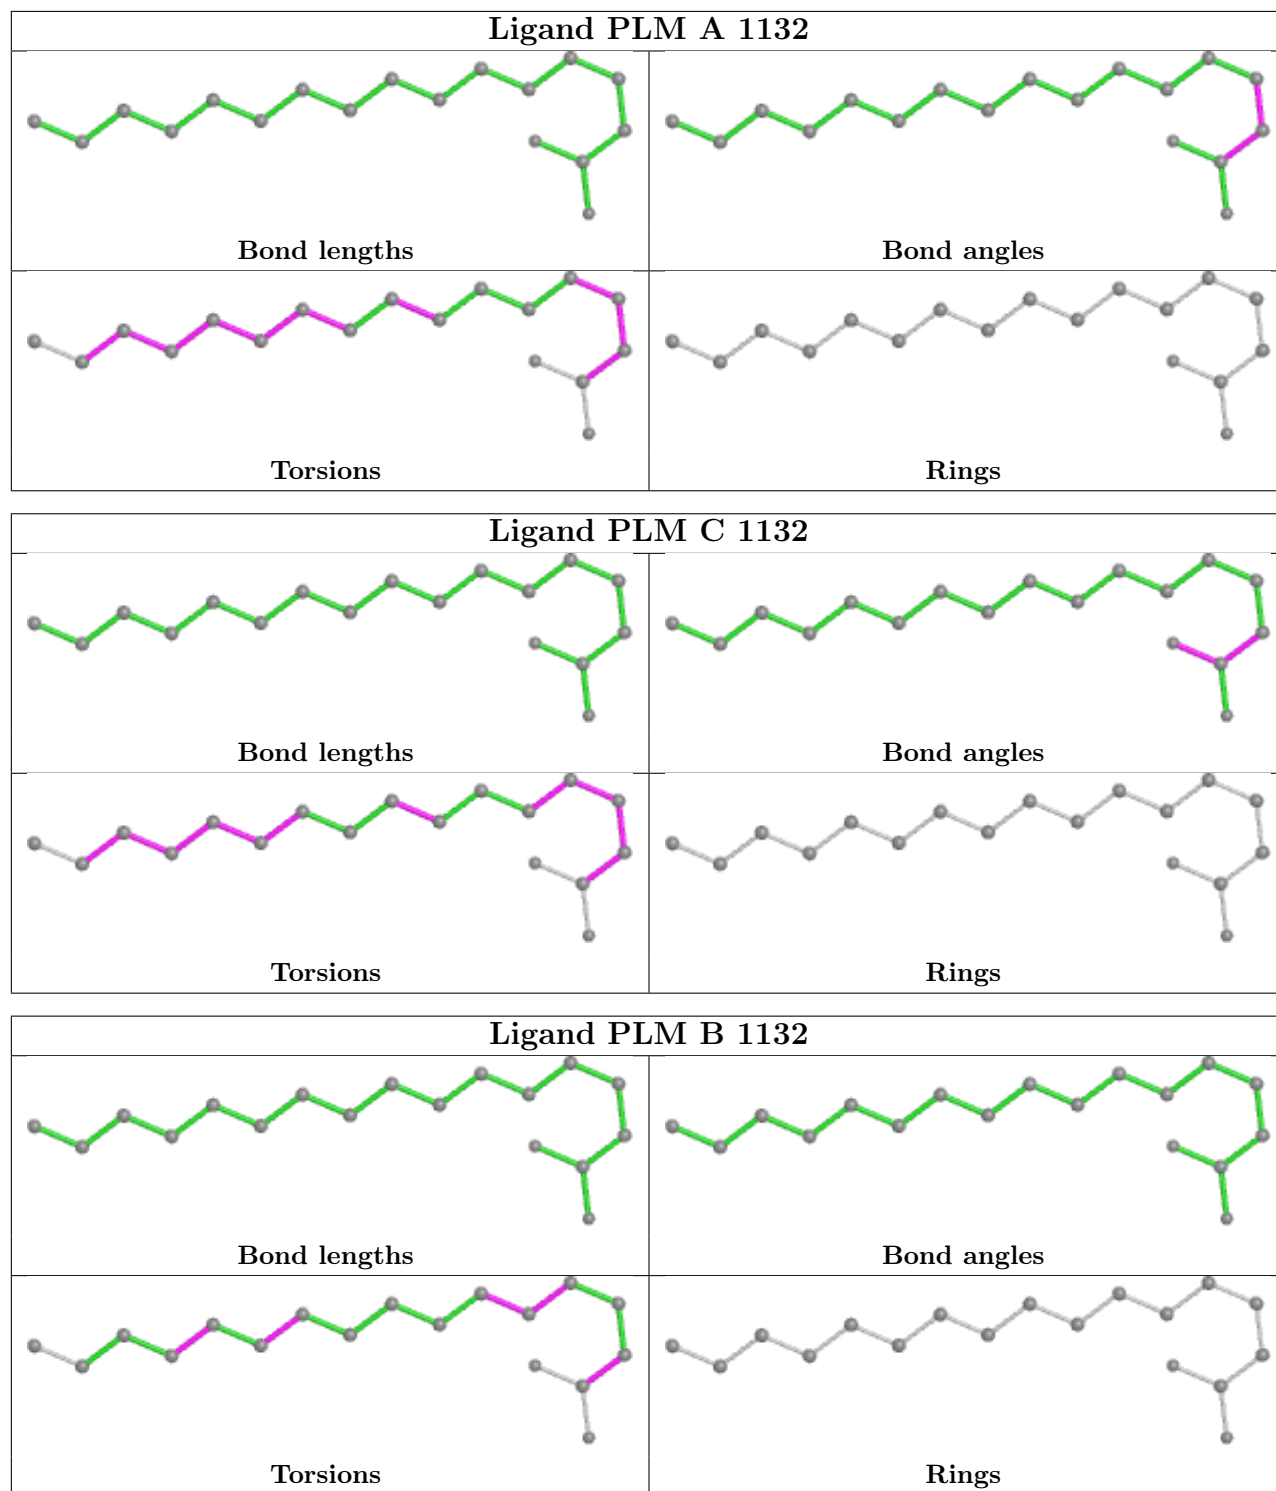 Ligand PLM A 1132
Bond lengths
Bond angles
Torsions
Rings
Ligand PLM C 1132
Bond lengths
Bond angles
Torsions
Rings
Ligand PLM B 1132
Bond lengths
Bond angles
Torsions
Rings